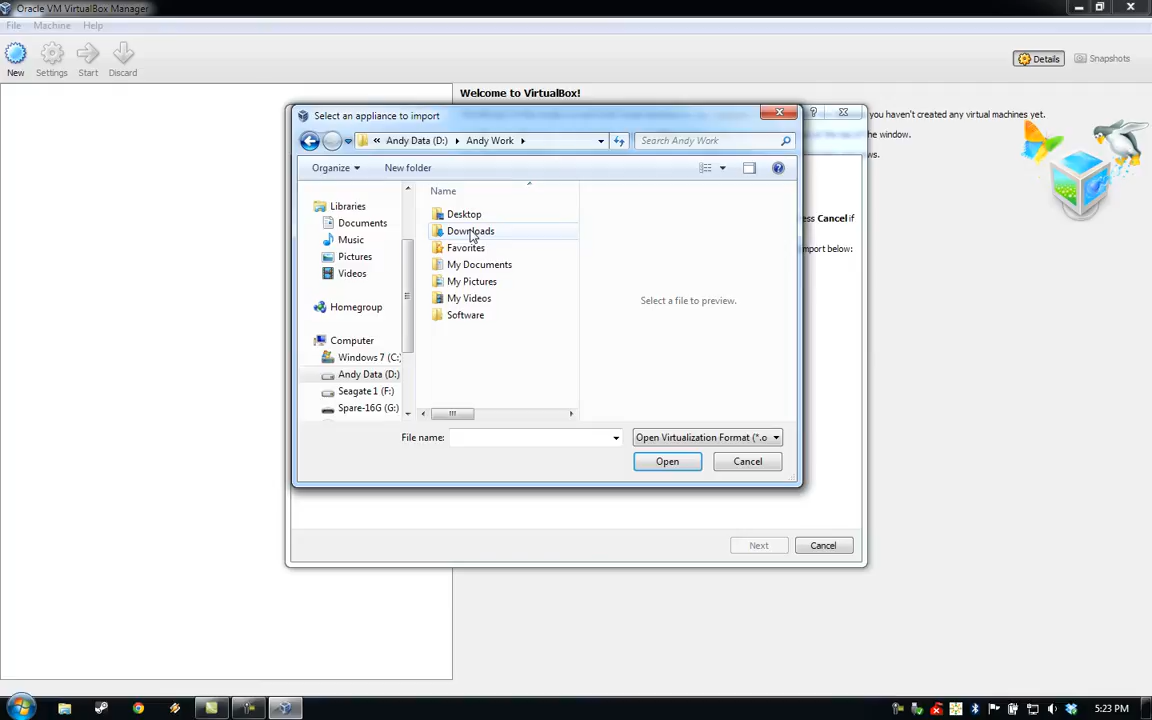 Oracle VM VirtualBox Manager
File Machine Help
New Settings Start Discard
Details Snapshots
Welcome to VirtualBox!
you haven't created any virtual machines yet.
the window.
ws.
ss Cancel if
mport below:
Select an appliance to import
« Andy Data (D:) Andy Work
Search Andy Work
Organize New folder
Name
Libraries
Documents
Music
Pictures
Videos
Homegroup
Computer
Windows 7 (C:)
Andy Data (D:)
Seagate 1 (F:)
Spare-16G (G:)
Desktop
Downloads
Favorites
My Documents
My Pictures
My Videos
Software
Select a file to preview.
File name:
Open Virtualization Format (*.o
Open Cancel
Next Cancel
5:23 PM